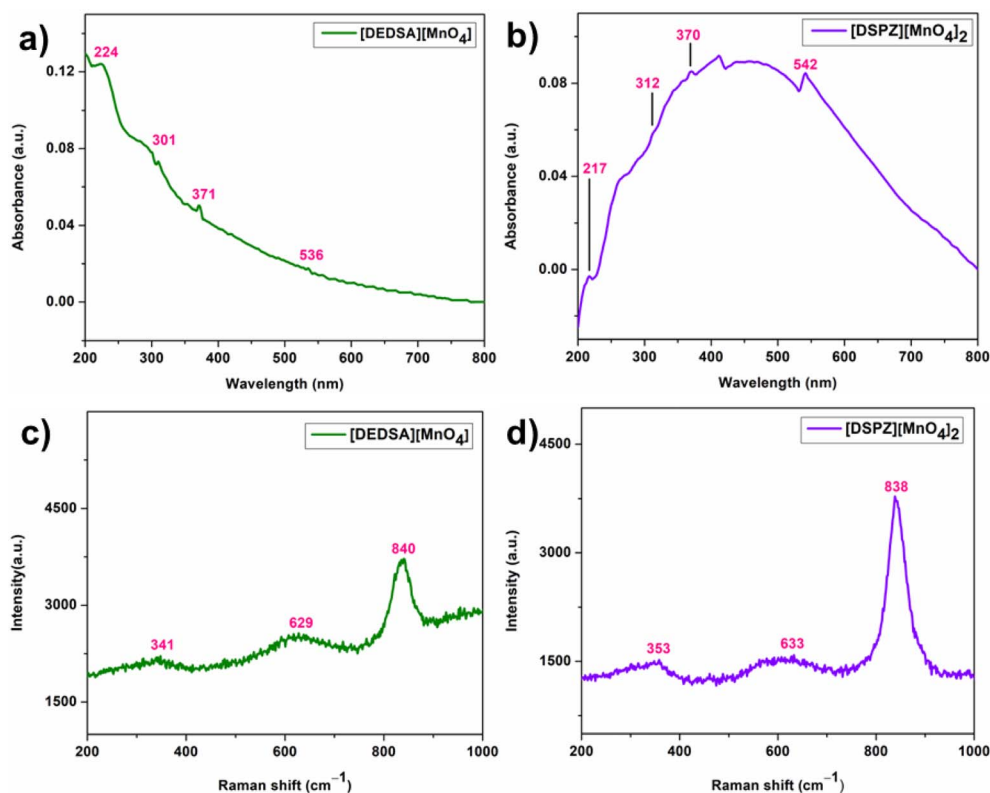 a)
[DEDSA][MnO4]
224
301
371
536
0.12
0.08
0.04
0.00
Absorbance (a.u.)
200 300 400 500 600 700 800
Wavelength (nm)
b)
[DSPZ][MnO4]2
370
312
542
217
0.08
0.04
0.00
Absorbance (a.u.)
200 300 400 500 600 700 800
Wavelength (nm)
c)
[DEDSA][MnO4]
840
629
341
4500
3000
1500
Intensity(a.u.)
200 400 600 800 1000
Raman shift (cm−1)
d)
[DSPZ][MnO4]2
838
633
353
4500
3000
1500
Intensity (a.u.)
200 400 600 800 1000
Raman shift (cm−1)